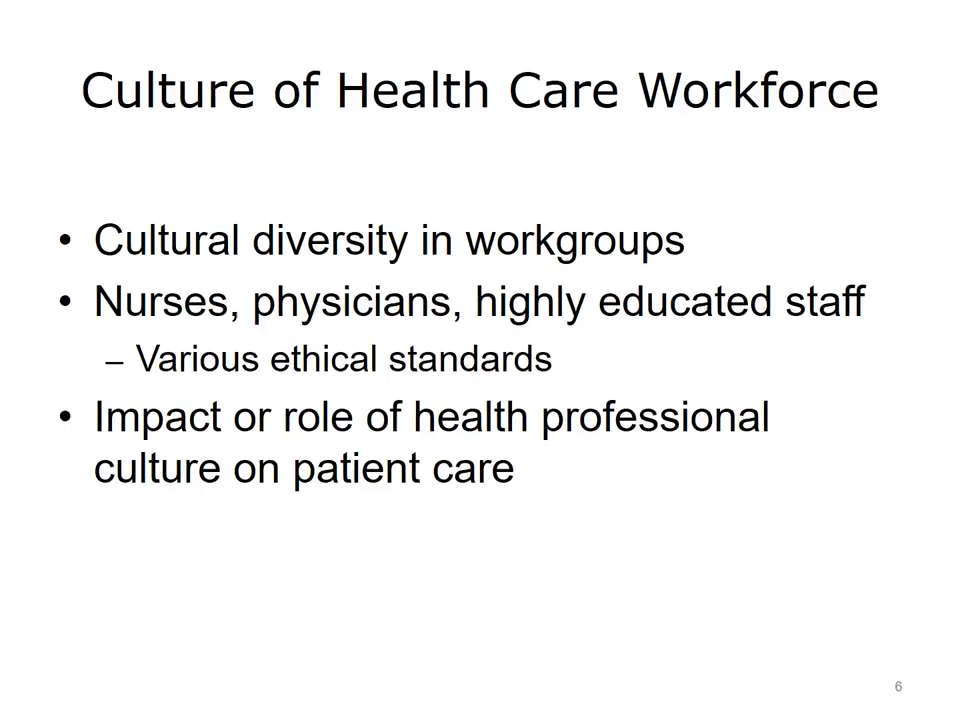 Culture of Health Care Workforce
• Cultural diversity in workgroups
• Nurses, physicians, highly educated staff
– Various ethical standards
• Impact or role of health professional
culture on patient care
6